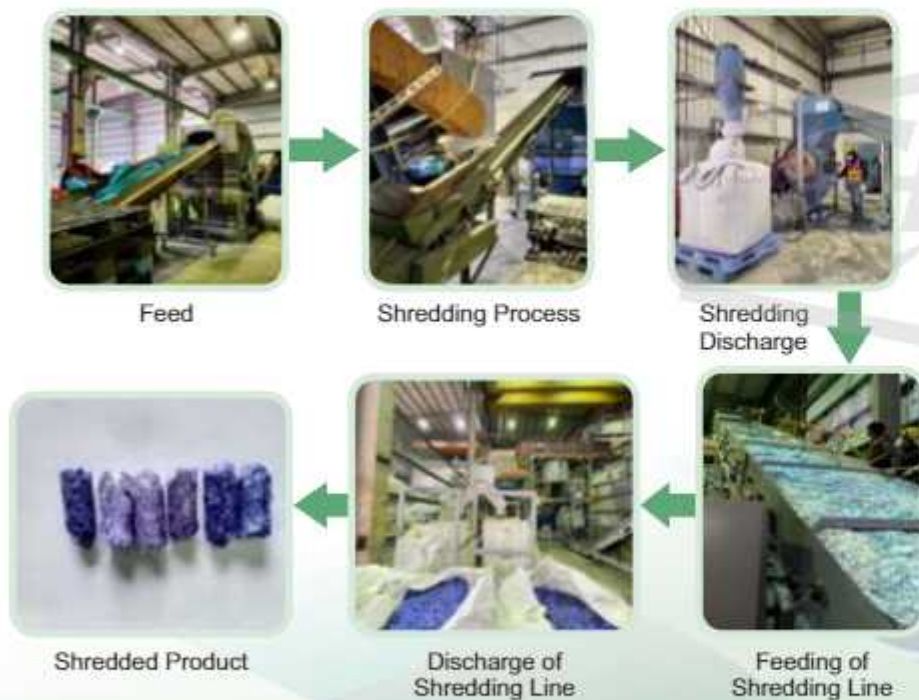 Feed
Shredding Process
Shredding
Discharge
Feeding of
Shredding Line
Discharge of
Shredding Line
Shredded Product